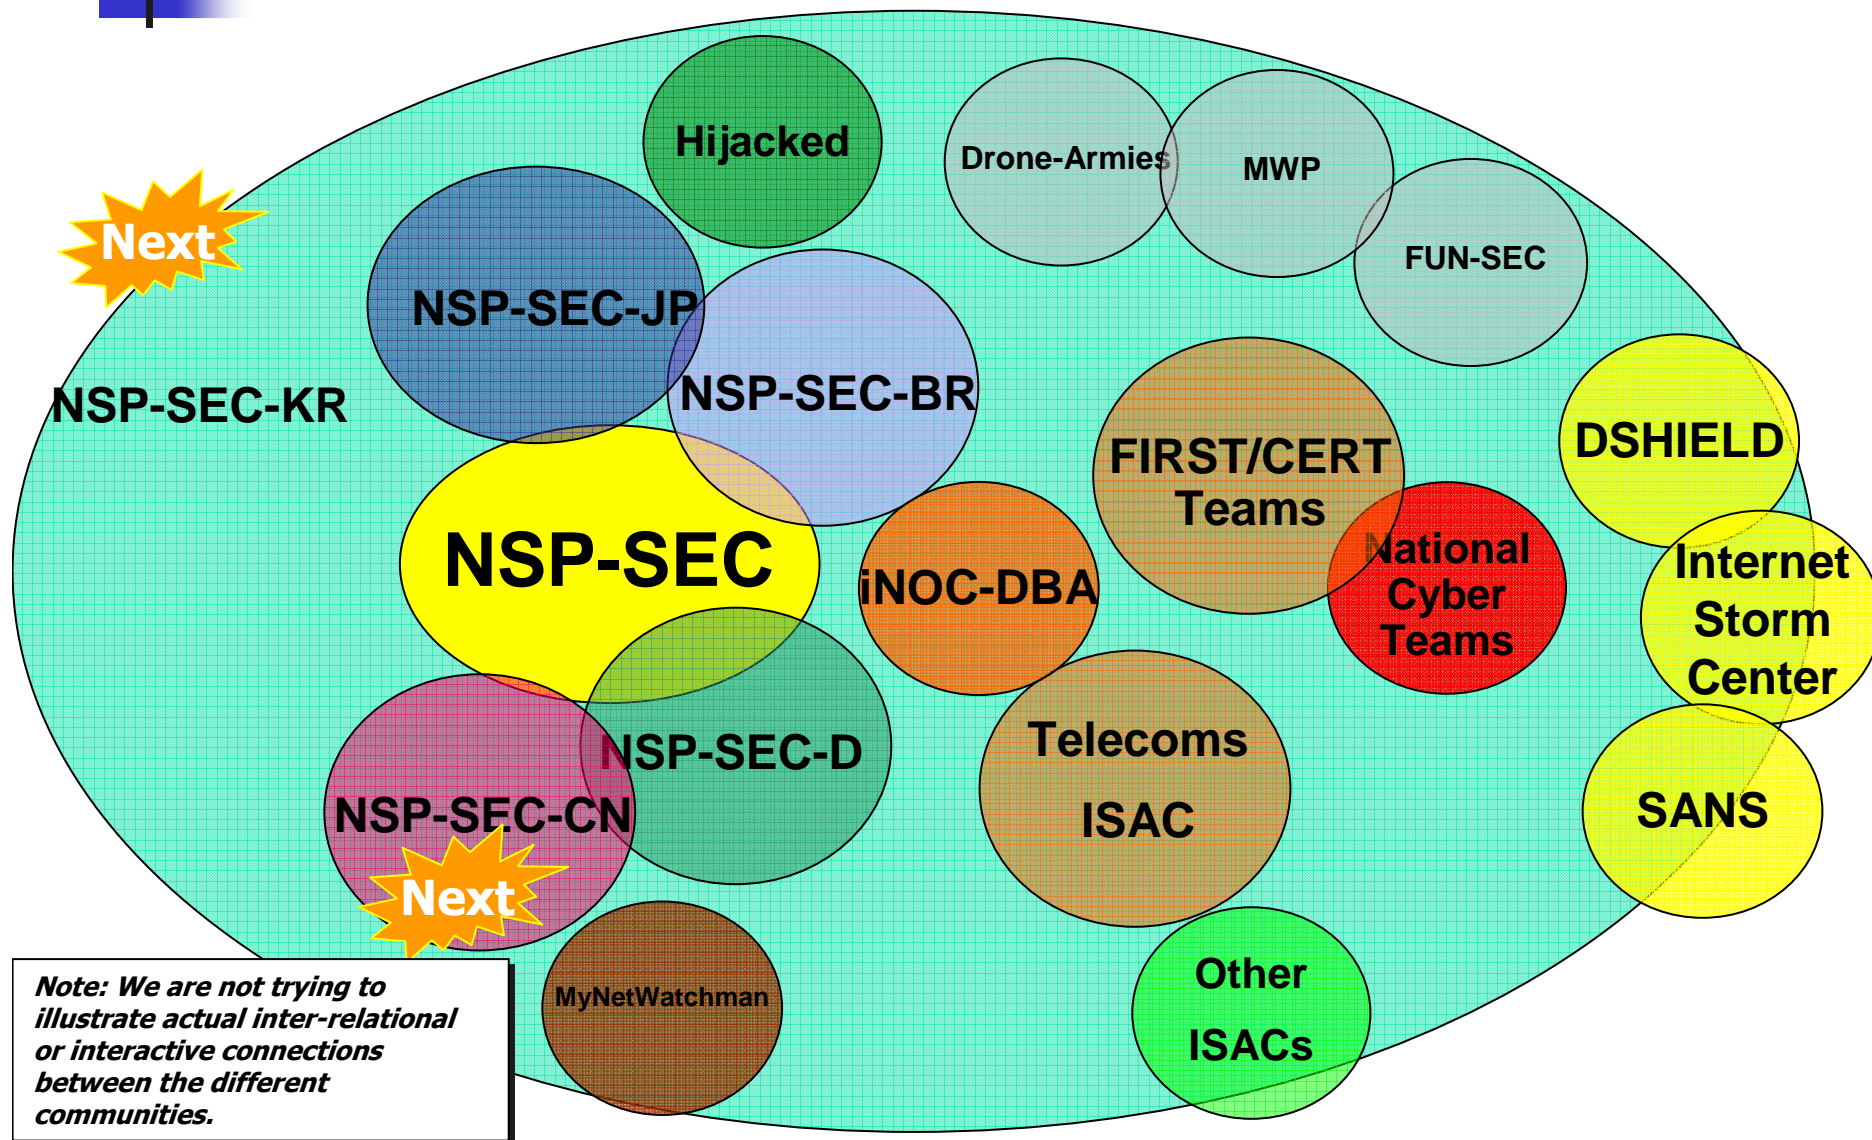 Hijacked
Drone-Armies
MWP
FUN-SEC
Next
NSP-SEC-JP
NSP-SEC-KR
NSP-SEC-BR
FIRST/CERT
Teams
DSHIELD
NSP-SEC
iNOC-DBA
National
Cyber
Teams
Internet
Storm
Center
NSP-SEC-D
Telecoms
ISAC
NSP-SEC-CN
Next
SANS
MyNetWatchman
Other
ISACs
Note: We are not trying to
illustrate actual inter-relational
or interactive connections
between the different
communities.